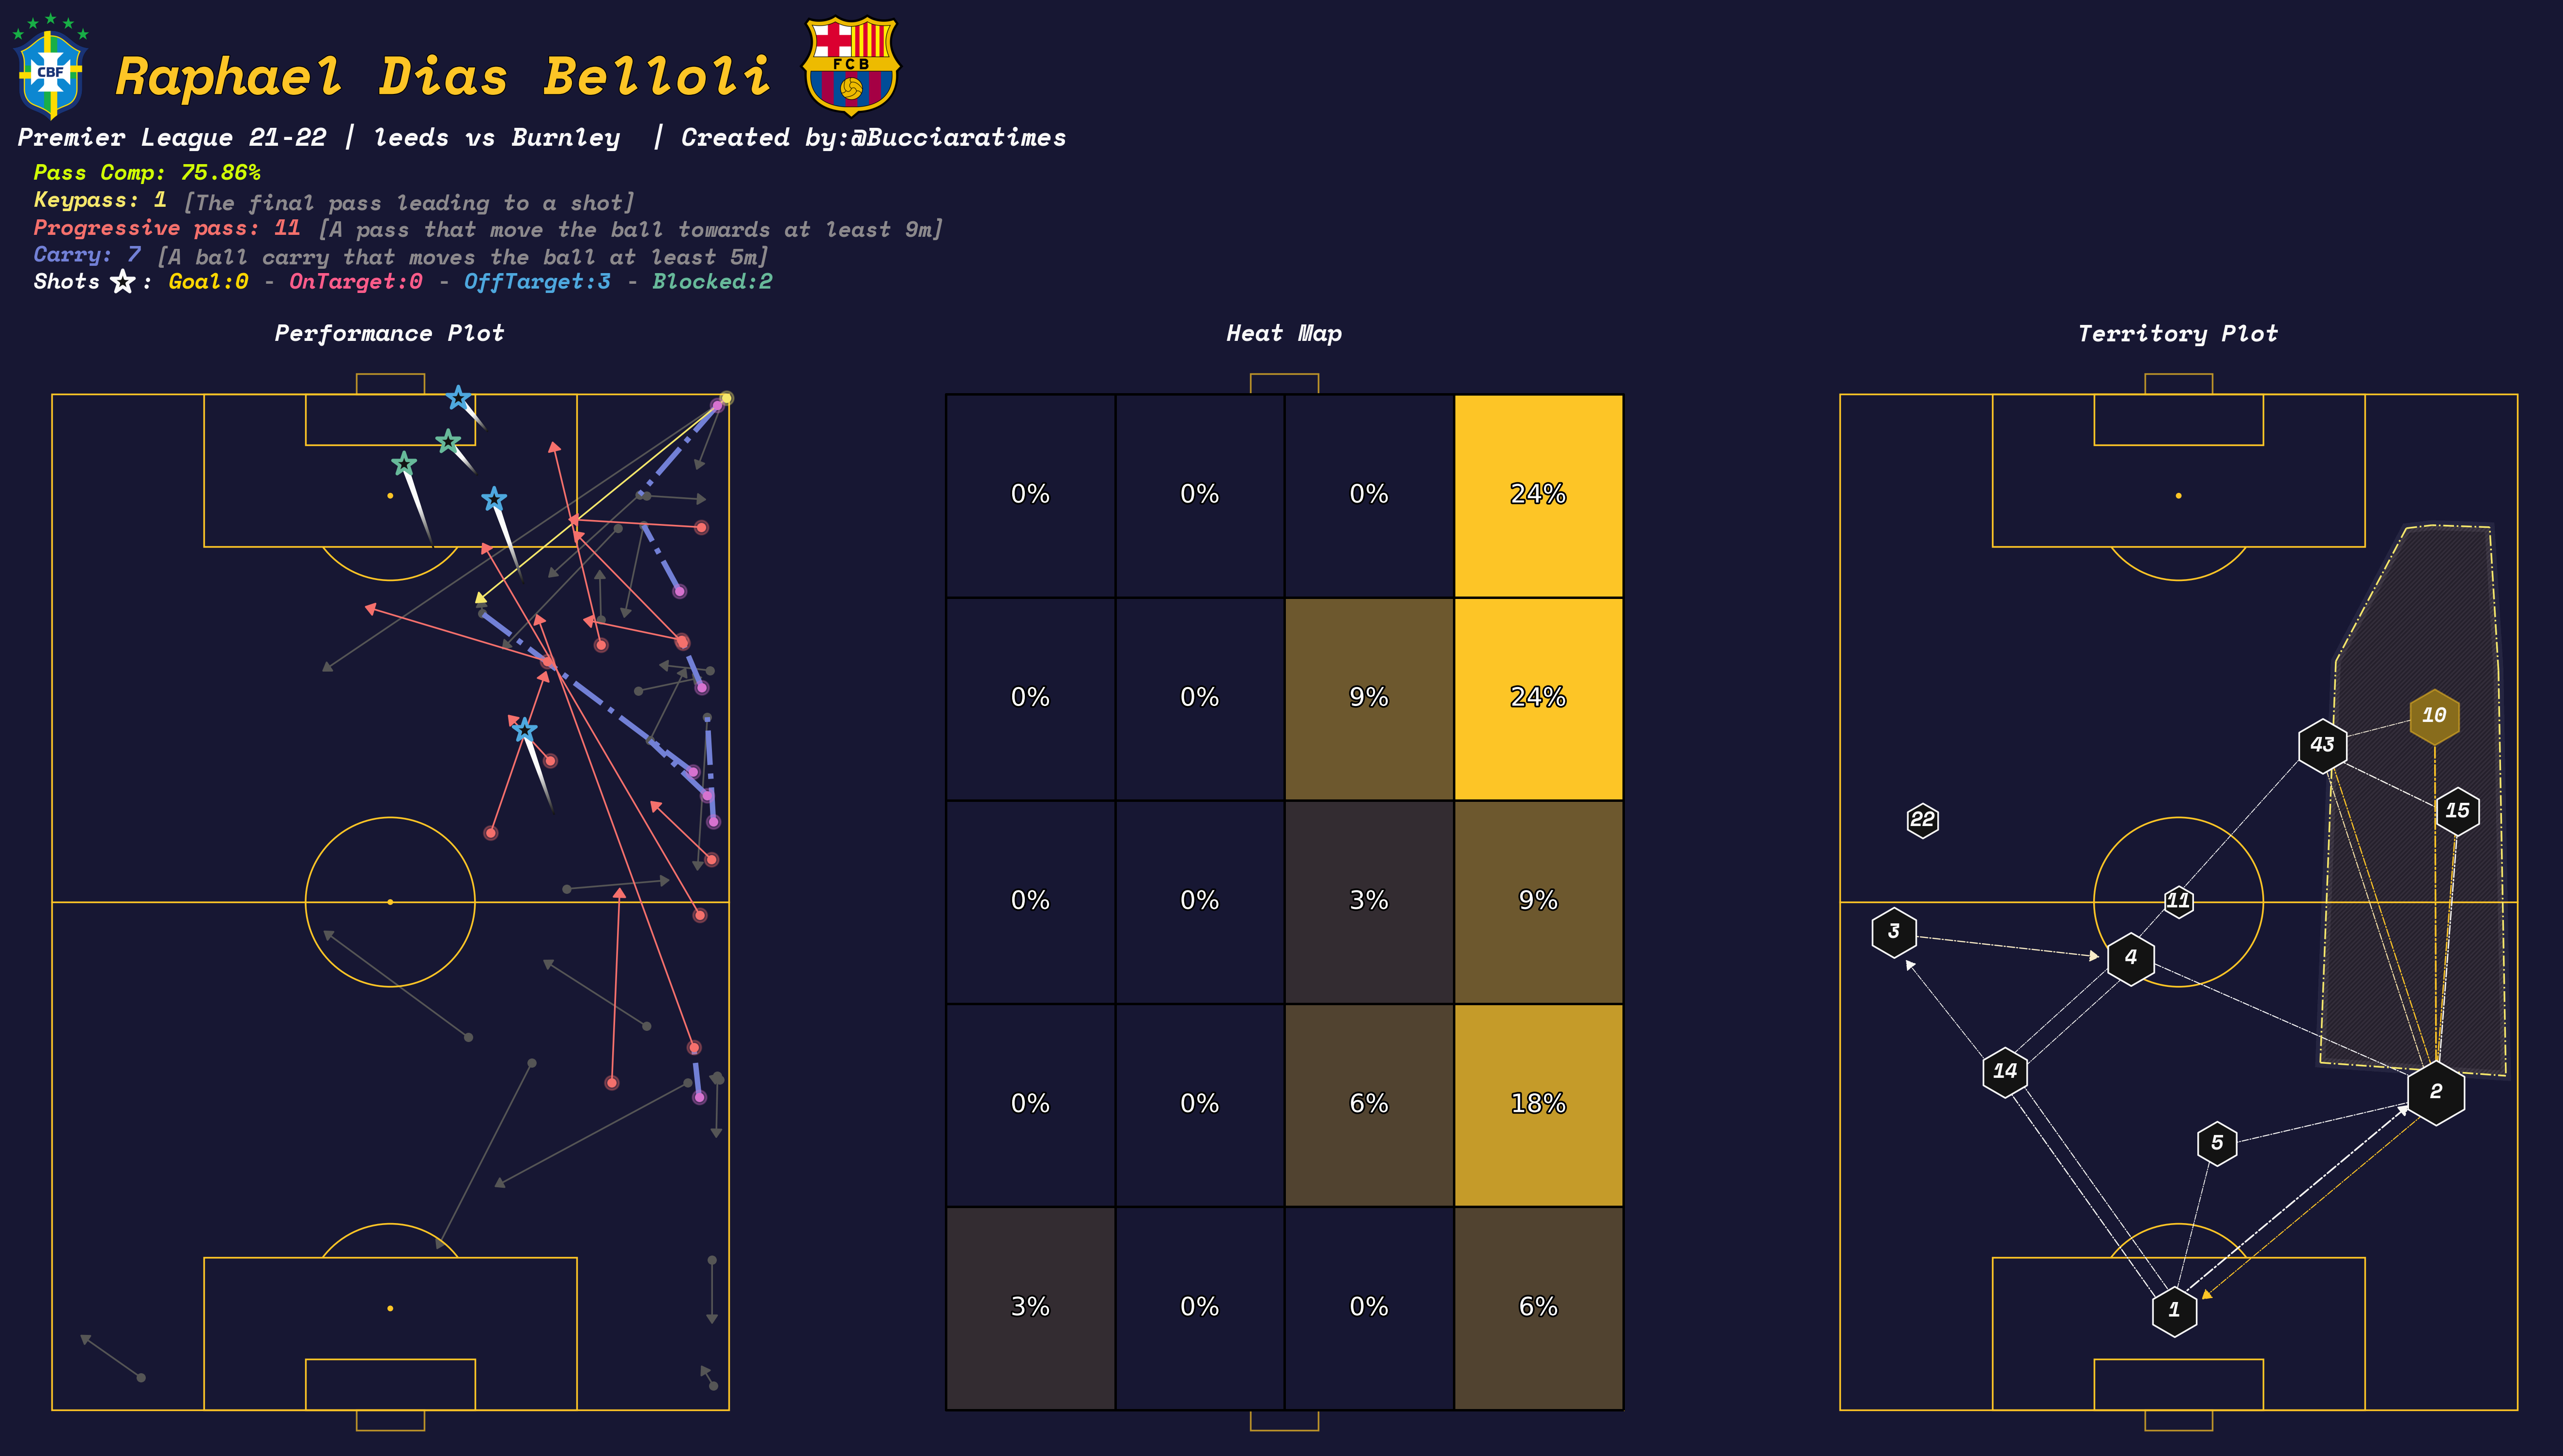 CBF
Raphael Dias Belloli
FCB
Premier League 21-22 | leeds vs Burnley | Created by:@Bucciaratimes
Pass Comp: 75.86%
Keypass: 1 [The final pass leading to a shot]
Progressive pass: 11 [A pass that move the ball towards at least 9m]
Carry: 7 [A ball carry that moves the ball at least 5m]
Shots ☆: Goal:0 - OnTarget:0 - OffTarget:3 - Blocked:2
Performance Plot
Heat Map
0% 0% 0% 24%
0% 0% 9% 24%
0% 0% 3% 9%
0% 0% 6% 18%
3% 0% 0% 6%
Territory Plot
10
43
15
22
11
3
4
14
2
5
1